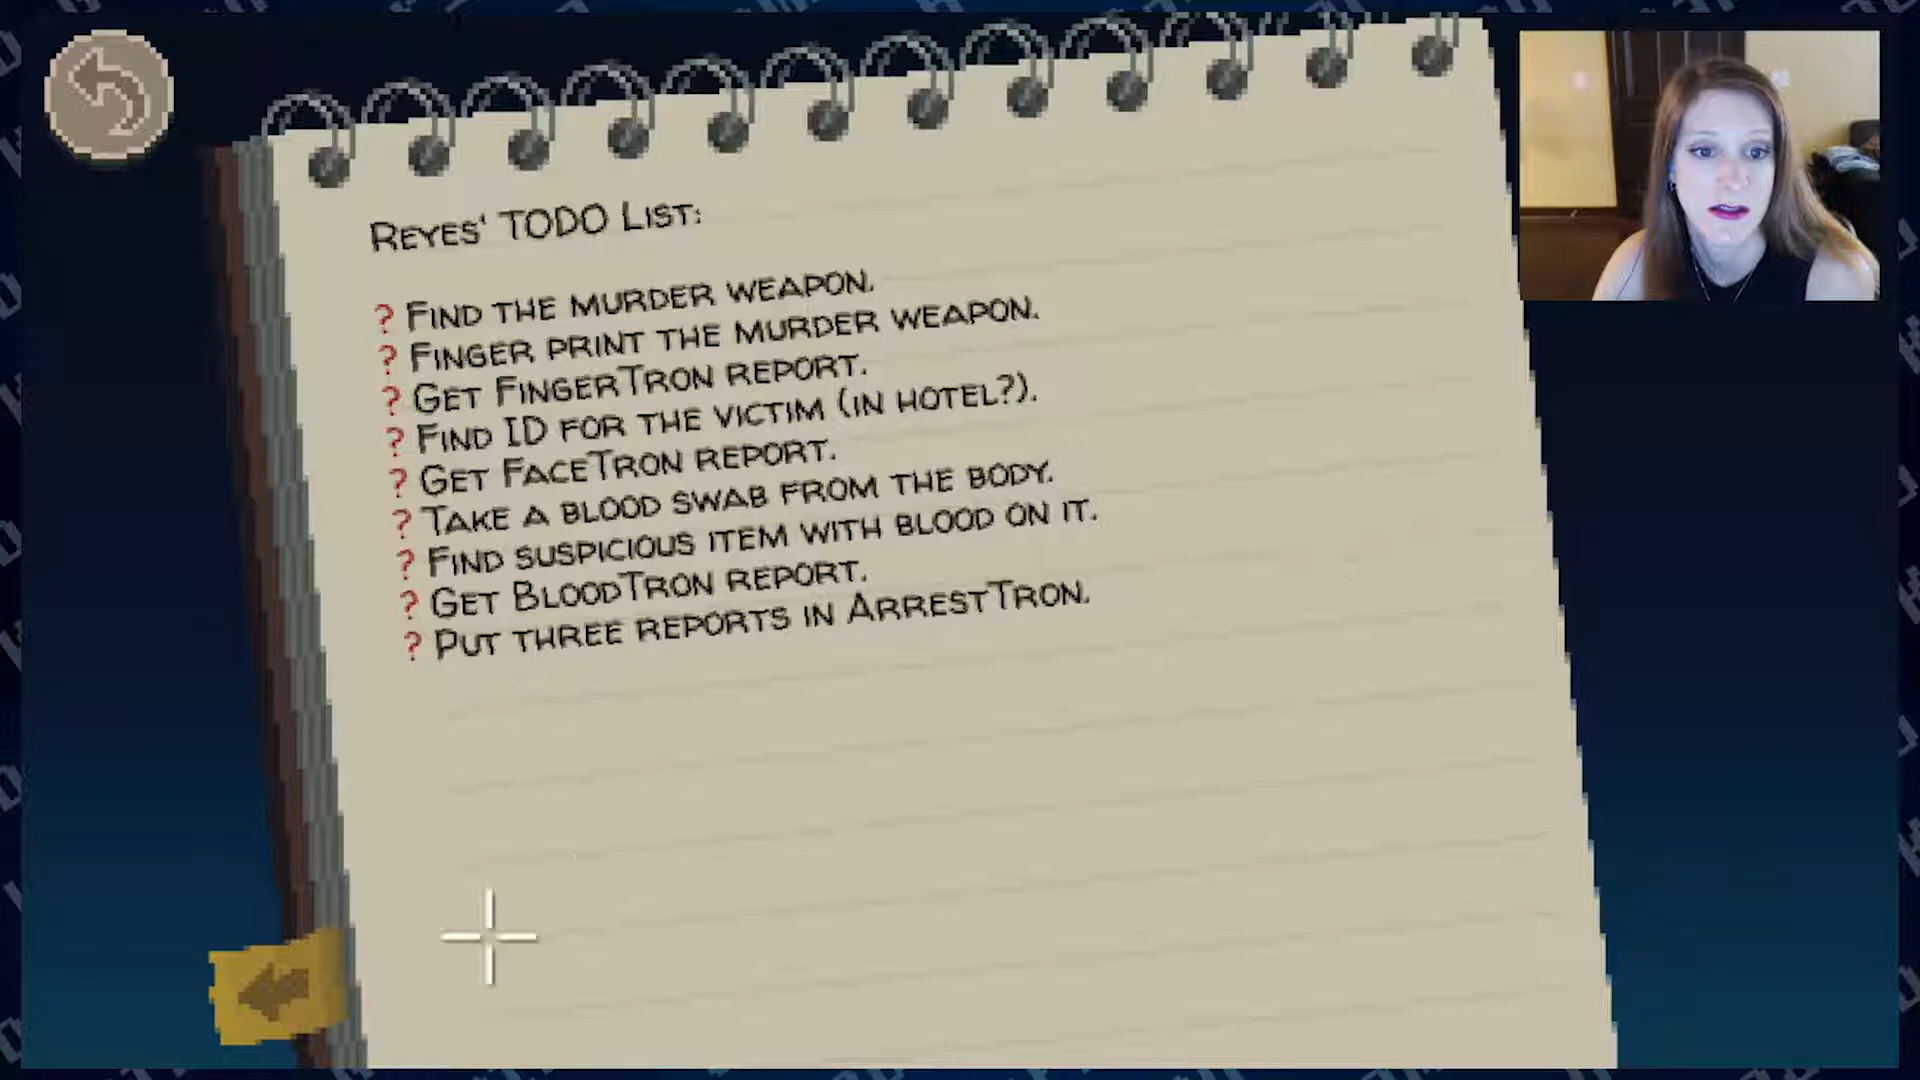 REYES' TODO LIST:
? FIND THE MURDER WEAPON.
? FINGER PRINT THE MURDER WEAPON.
? GET FINGERTRON REPORT.
? FIND ID FOR THE VICTIM (IN HOTEL?).
? GET FACETRON REPORT.
? TAKE A BLOOD SWAB FROM THE BODY.
? FIND SUSPICIOUS ITEM WITH BLOOD ON IT.
? GET BLOODTRON REPORT.
? PUT THREE REPORTS IN ARRESTTRON.